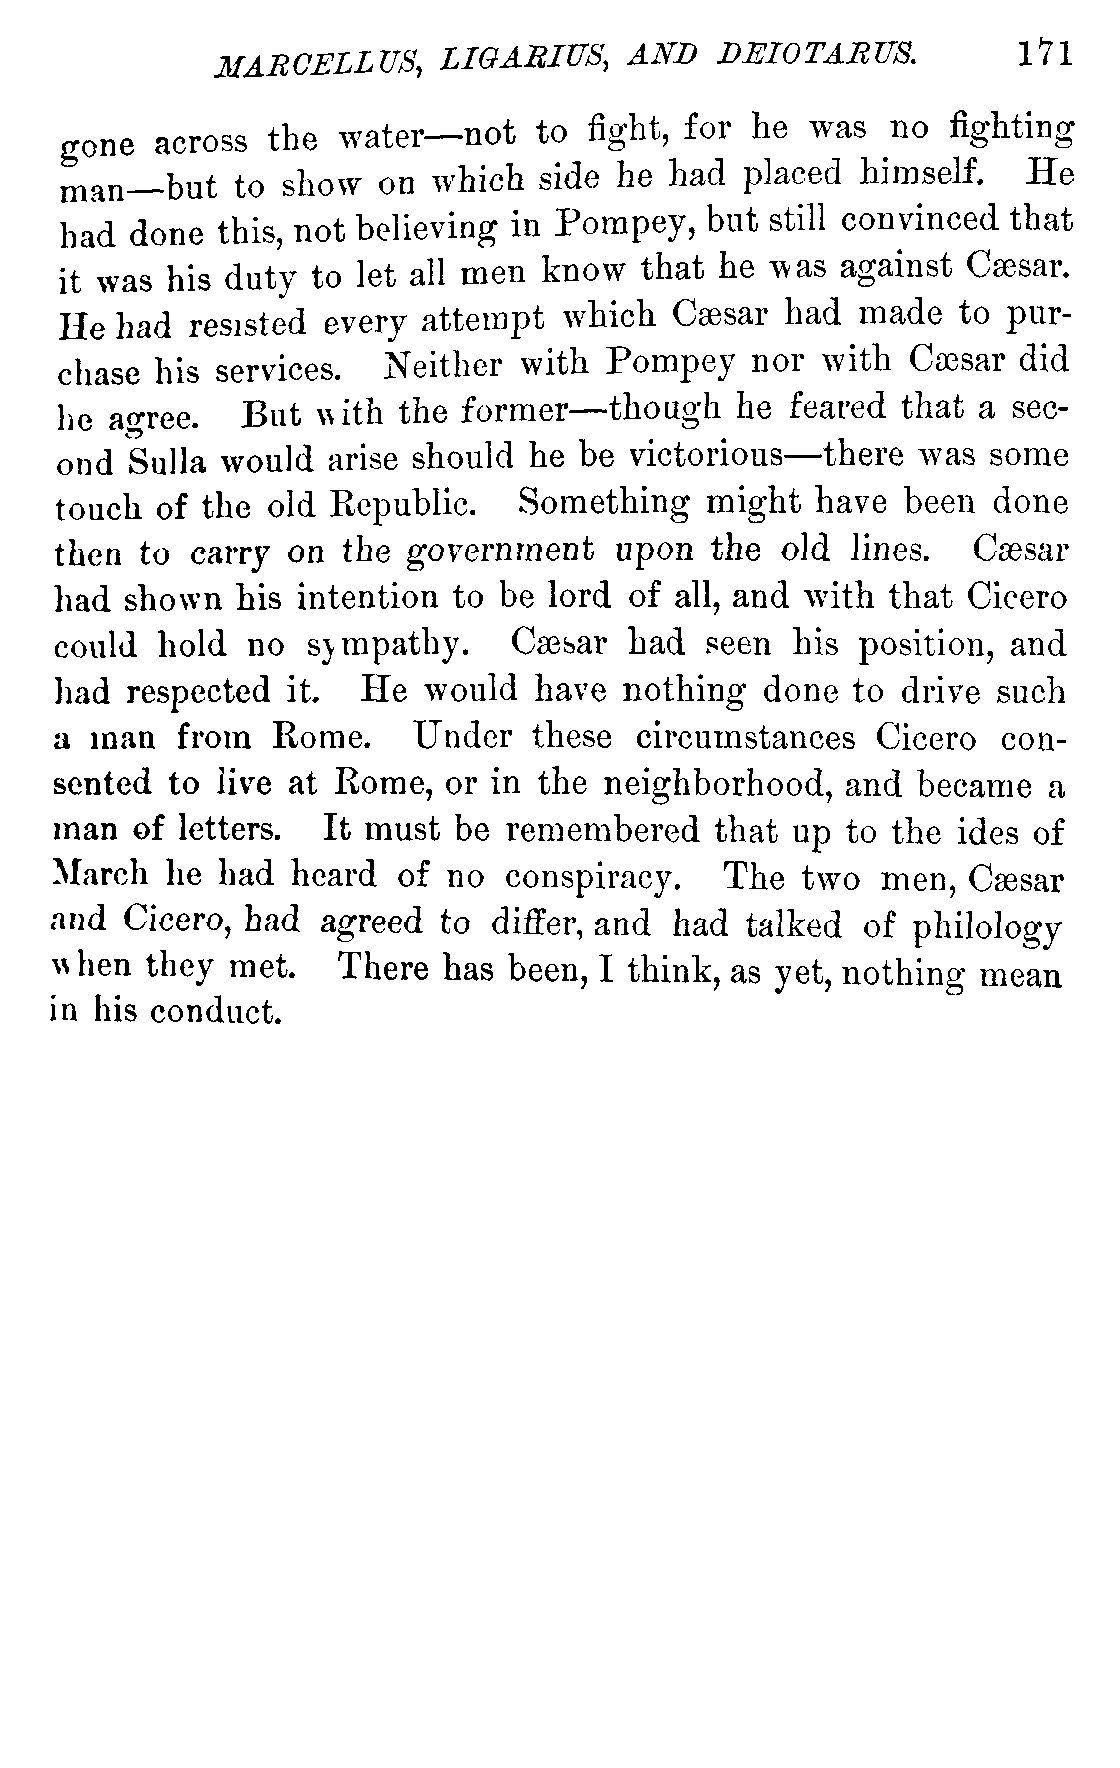 MARCELLUS, LIGARIUS, AND DEIOTARUS. 171
gone across the water—not to fight, for he was no fighting
man—but to show on which side he had placed himself. He
had done this, not believing in Pompey, but still convinced that
it was his duty to let all men know that he was against Cæsar.
He had resisted every attempt which Cæsar had made to pur-
chase his services. Neither with Pompey nor with Cæsar did
he agree. But with the former—though he feared that a sec-
ond Sulla would arise should he be victorious—there was some
touch of the old Republic. Something might have been done
then to carry on the government upon the old lines. Cæsar
had shown his intention to be lord of all, and with that Cicero
could hold no sympathy. Cæsar had seen his position, and
had respected it. He would have nothing done to drive such
a man from Rome. Under these circumstances Cicero con-
sented to live at Rome, or in the neighborhood, and became a
man of letters. It must be remembered that up to the ides of
March he had heard of no conspiracy. The two men, Cæsar
and Cicero, had agreed to differ, and had talked of philology
when they met. There has been, I think, as yet, nothing mean
in his conduct.